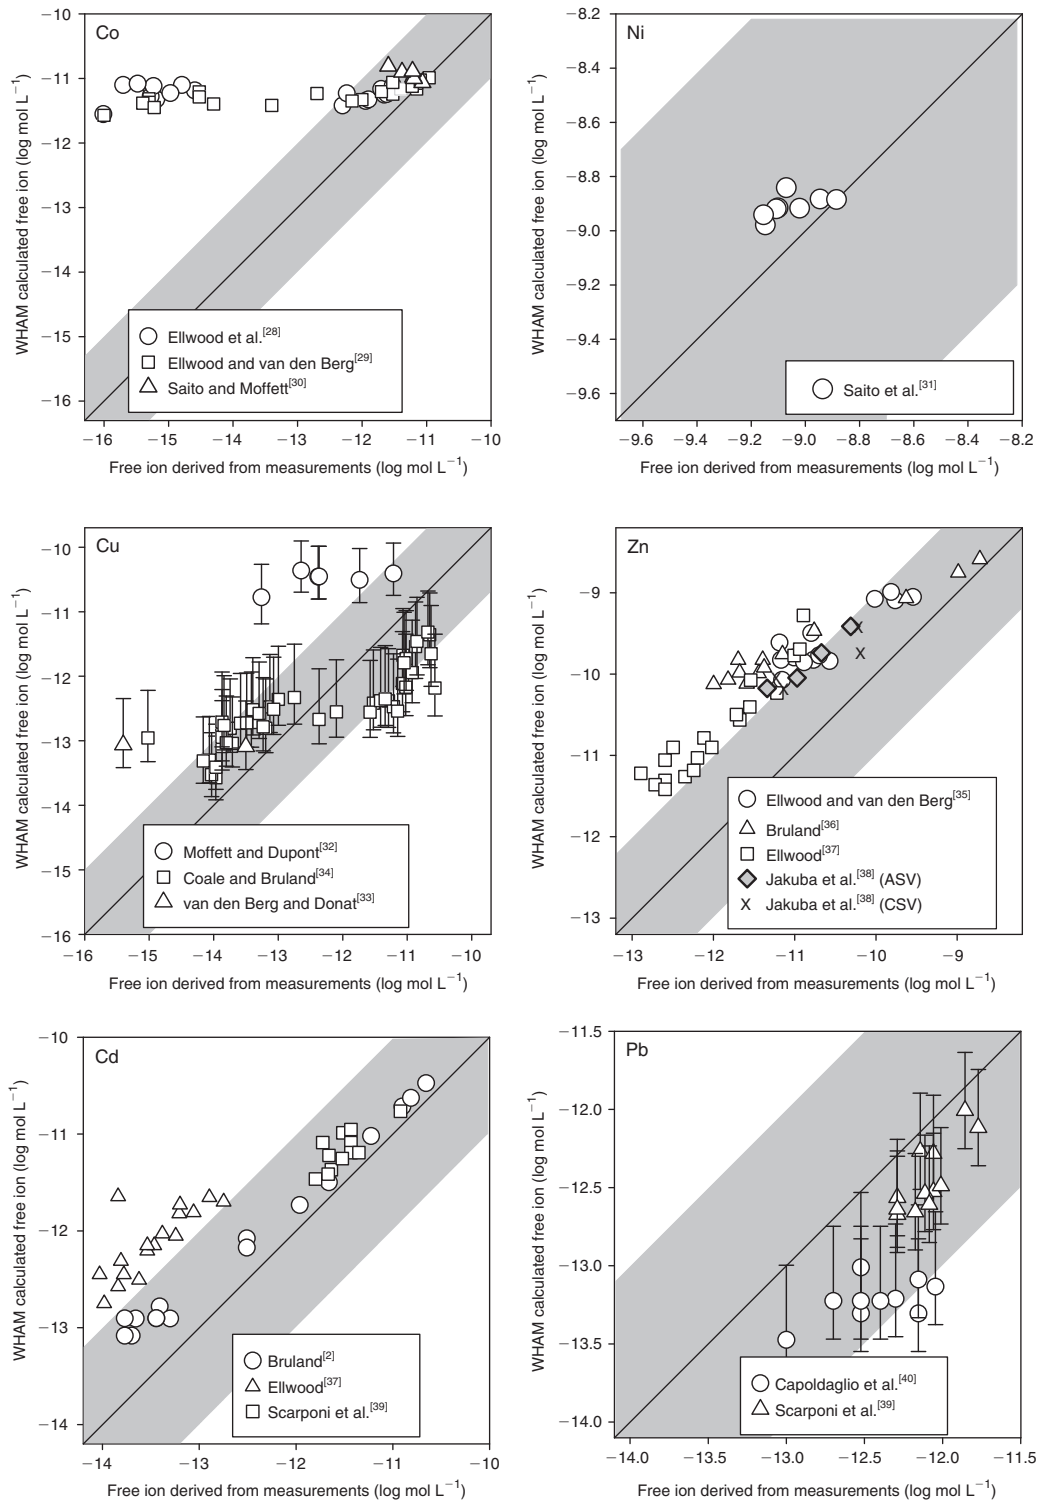 Co
−10
−11
−12
−13
−14
−15
−16
WHAM calculated free ion (log mol L−1)
Ellwood et al.[28]
Ellwood and van den Berg[29]
Saito and Moffett[30]
−16 −15 −14 −13 −12 −11 −10
Free ion derived from measurements (log mol L−1)
Ni
−8.2
−8.4
−8.6
−8.8
−9.0
−9.2
−9.4
−9.6
WHAM calculated free ion (log mol L−1)
Saito et al.[31]
−9.6 −9.4 −9.2 −9.0 −8.8 −8.6 −8.4 −8.2
Free ion derived from measurements (log mol L−1)
Cu
−10
−11
−12
−13
−14
−15
−16
WHAM calculated free ion (log mol L−1)
Moffett and Dupont[32]
Coale and Bruland[34]
van den Berg and Donat[33]
−16 −15 −14 −13 −12 −11 −10
Free ion derived from measurements (log mol L−1)
Zn
−9
−10
−11
−12
−13
WHAM calculated free ion (log mol L−1)
Ellwood and van den Berg[35]
Bruland[36]
Ellwood[37]
Jakuba et al.[38] (ASV)
x Jakuba et al.[38] (CSV)
−13 −12 −11 −10 −9
Free ion derived from measurements (log mol L−1)
Cd
−10
−11
−12
−13
−14
WHAM calculated free ion (log mol L−1)
Bruland[2]
Ellwood[37]
Scarponi et al.[39]
−14 −13 −12 −11 −10
Free ion derived from measurements (log mol L−1)
Pb
−11.5
−12.0
−12.5
−13.0
−13.5
−14.0
WHAM calculated free ion (log mol L−1)
Capoldaglio et al.[40]
Scarponi et al.[39]
−14.0 −13.5 −13.0 −12.5 −12.0 −11.5
Free ion derived from measurements (log mol L−1)